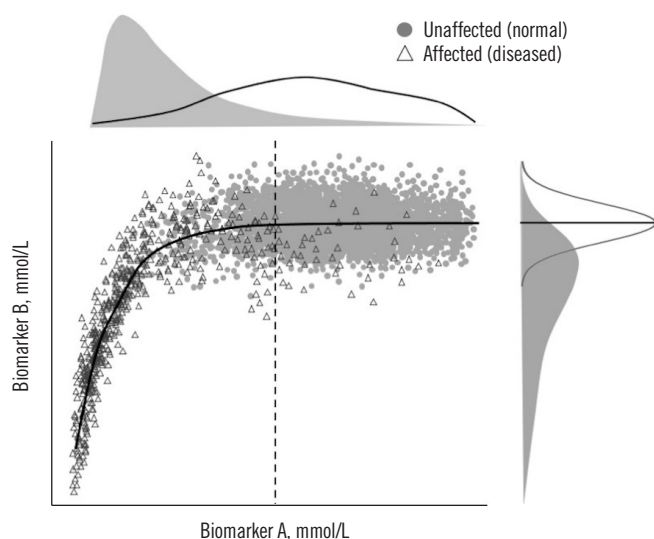 Unaffected (normal)
Affected (diseased)
Biomarker B, mmol/L
Biomarker A, mmol/L